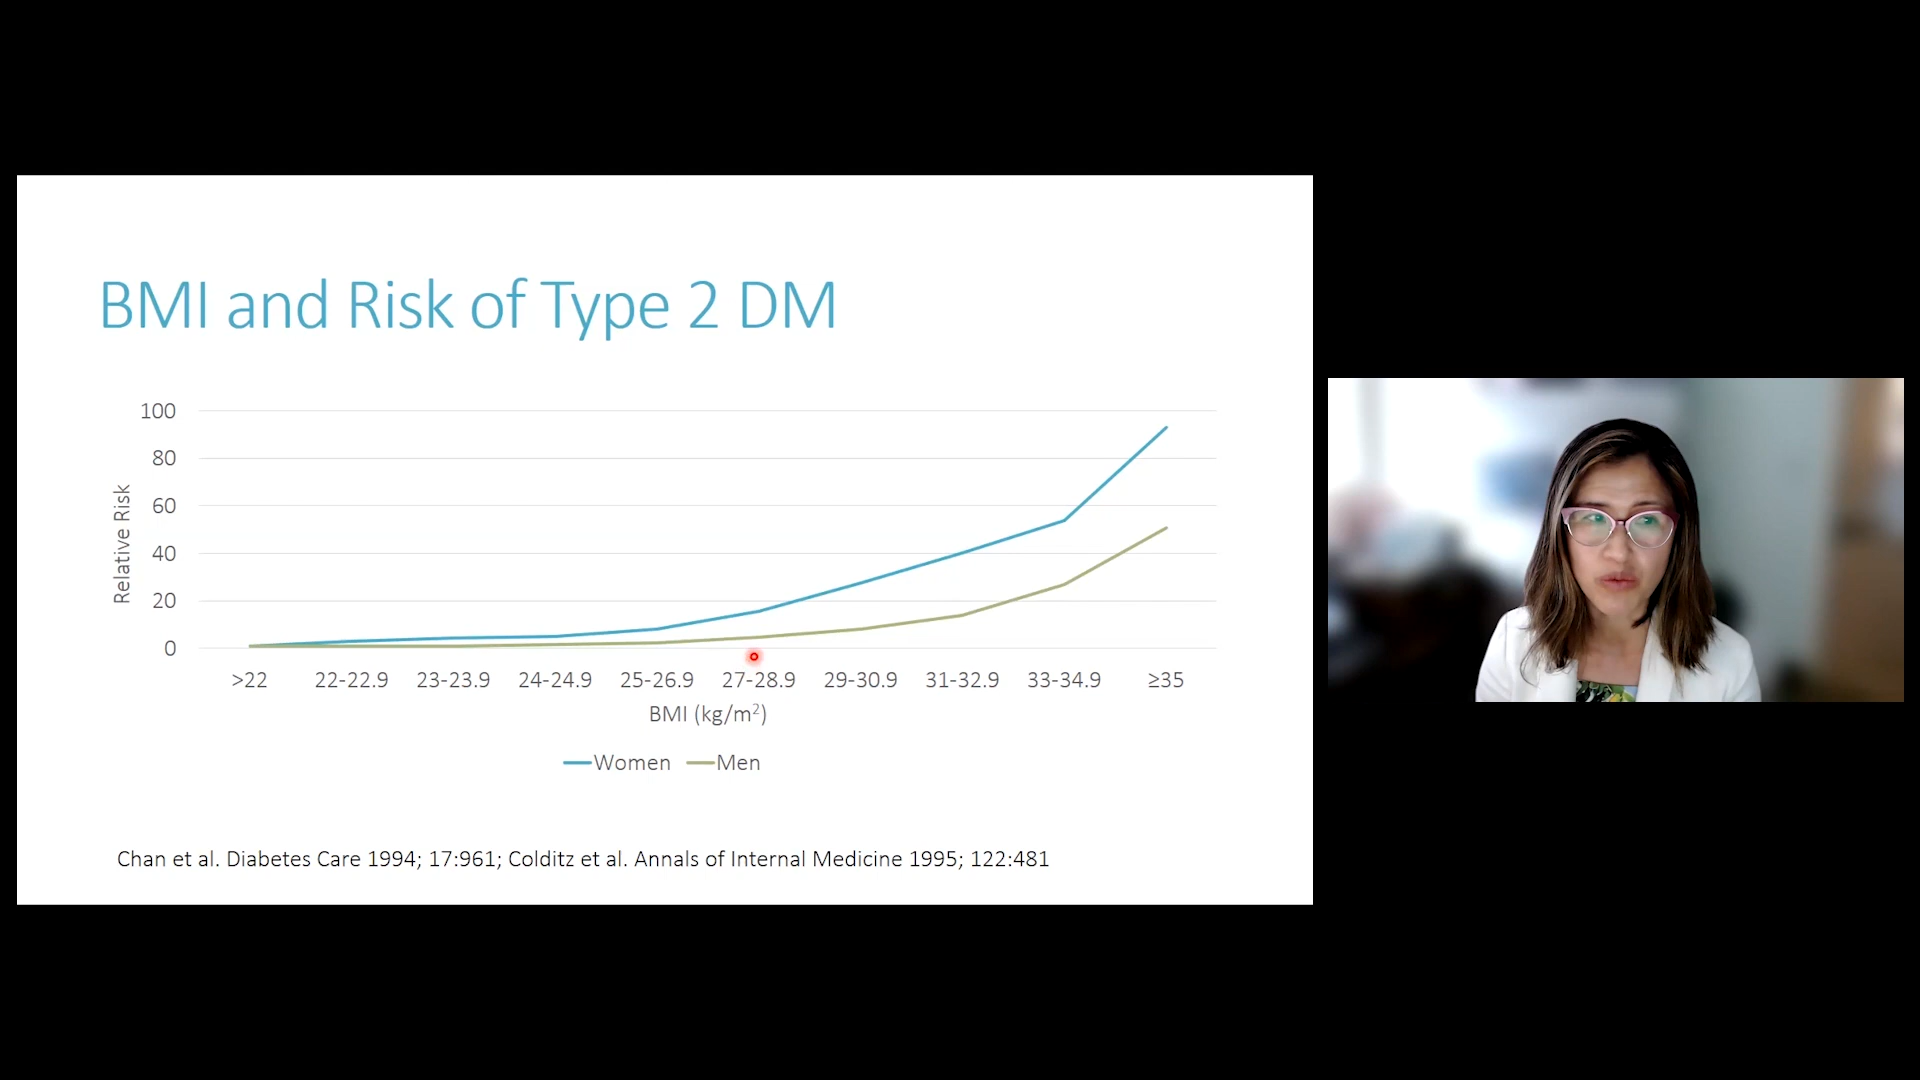 BMI and Risk of Type 2 DM
100
80
60
40
20
0
Relative Risk
>22 22-22.9 23-23.9 24-24.9 25-26.9 27-28.9 29-30.9 31-32.9 33-34.9 ≥35
BMI (kg/m²)
Women Men
Chan et al. Diabetes Care 1994; 17:961; Colditz et al. Annals of Internal Medicine 1995; 122:481